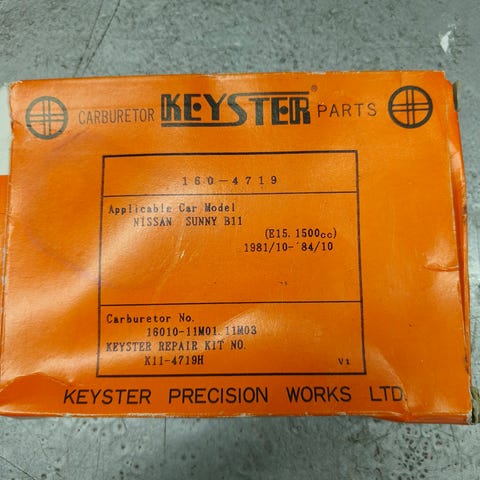 CARBURETOR KEYSTER® PARTS
160-4719
Applicable Car Model
NISSAN SUNNY B11
(E15. 1500cc)
1981/10-'84/10
Carburetor No.
16010-11M01. 11M03
KEYSTER REPAIR KIT NO.
K11-4719H V1
KEYSTER PRECISION WORKS LTD.